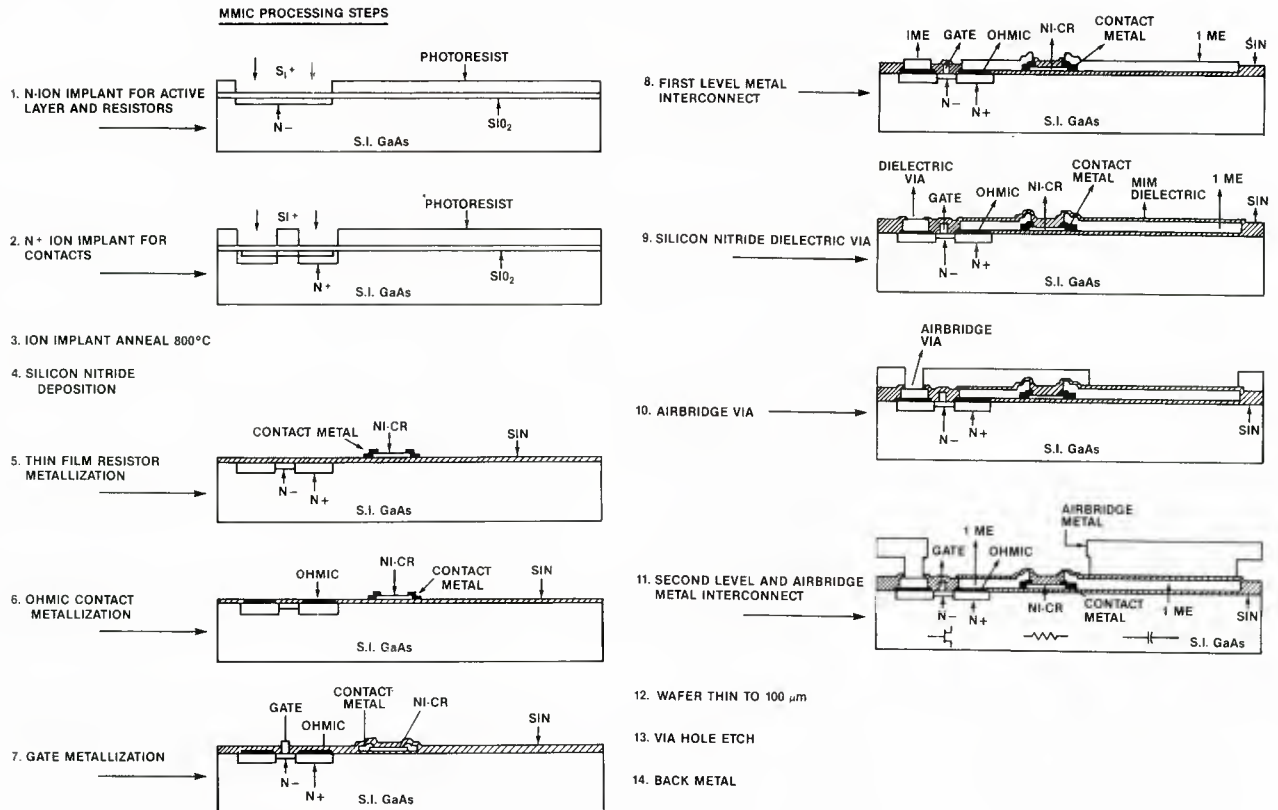 MMIC PROCESSING STEPS
1. N-ION IMPLANT FOR ACTIVE
LAYER AND RESISTORS
Si+
PHOTORESIST
N−
SIO2
S.I. GaAs
2. N+ ION IMPLANT FOR
CONTACTS
SI+
PHOTORESIST
N+
SIO2
S.I. GaAs
3. ION IMPLANT ANNEAL 800°C
4. SILICON NITRIDE
DEPOSITION
5. THIN FILM RESISTOR
METALLIZATION
CONTACT METAL
NI-CR
SIN
N−
N+
S.I. GaAs
6. OHMIC CONTACT
METALLIZATION
OHMIC
NI-CR
CONTACT
METAL
SIN
S.I. GaAs
7. GATE METALLIZATION
GATE
OHMIC
CONTACT
METAL
NI-CR
SIN
N−
N+
S.I. GaAs
8. FIRST LEVEL METAL
INTERCONNECT
IME
GATE
OHMIC
NI-CR
CONTACT
METAL
1 ME
SIN
N−
N+
S.I. GaAs
9. SILICON NITRIDE DIELECTRIC VIA
DIELECTRIC
VIA
GATE
OHMIC
NI-CR
CONTACT
METAL
MIM
DIELECTRIC
1 ME
SIN
N−
N+
S.I. GaAs
10. AIRBRIDGE VIA
AIRBRIDGE
VIA
N−
N+
SIN
S.I. GaAs
11. SECOND LEVEL AND AIRBRIDGE
METAL INTERCONNECT
GATE
1 ME
OHMIC
AIRBRIDGE
METAL
N−
N+
NI-CR
CONTACT
METAL
1 ME
SIN
S.I. GaAs
12. WAFER THIN TO 100 μm
13. VIA HOLE ETCH
14. BACK METAL